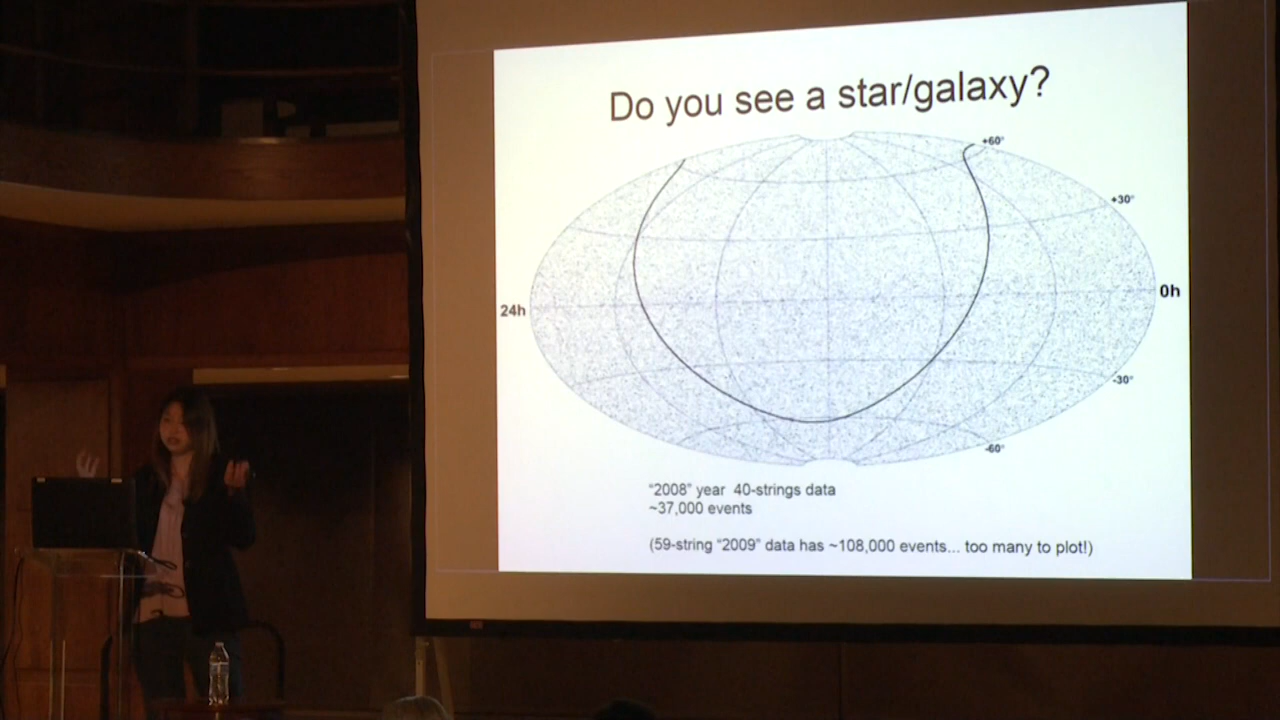 Do you see a star/galaxy?
+60°
+30°
24h
0h
-30°
-60°
“2008” year 40-strings data
~37,000 events
(59-string “2009” data has ~108,000 events... too many to plot!)